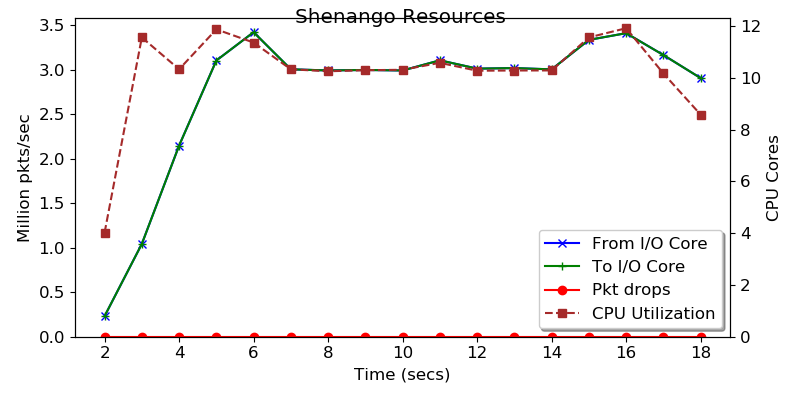 Shenango Resources
3.5
3.0
2.5
2.0
1.5
1.0
0.5
0.0
Million pkts/sec
12
10
8
6
4
2
0
CPU Cores
From I/O Core
To I/O Core
Pkt drops
CPU Utilization
2 4 6 8 10 12 14 16 18
Time (secs)